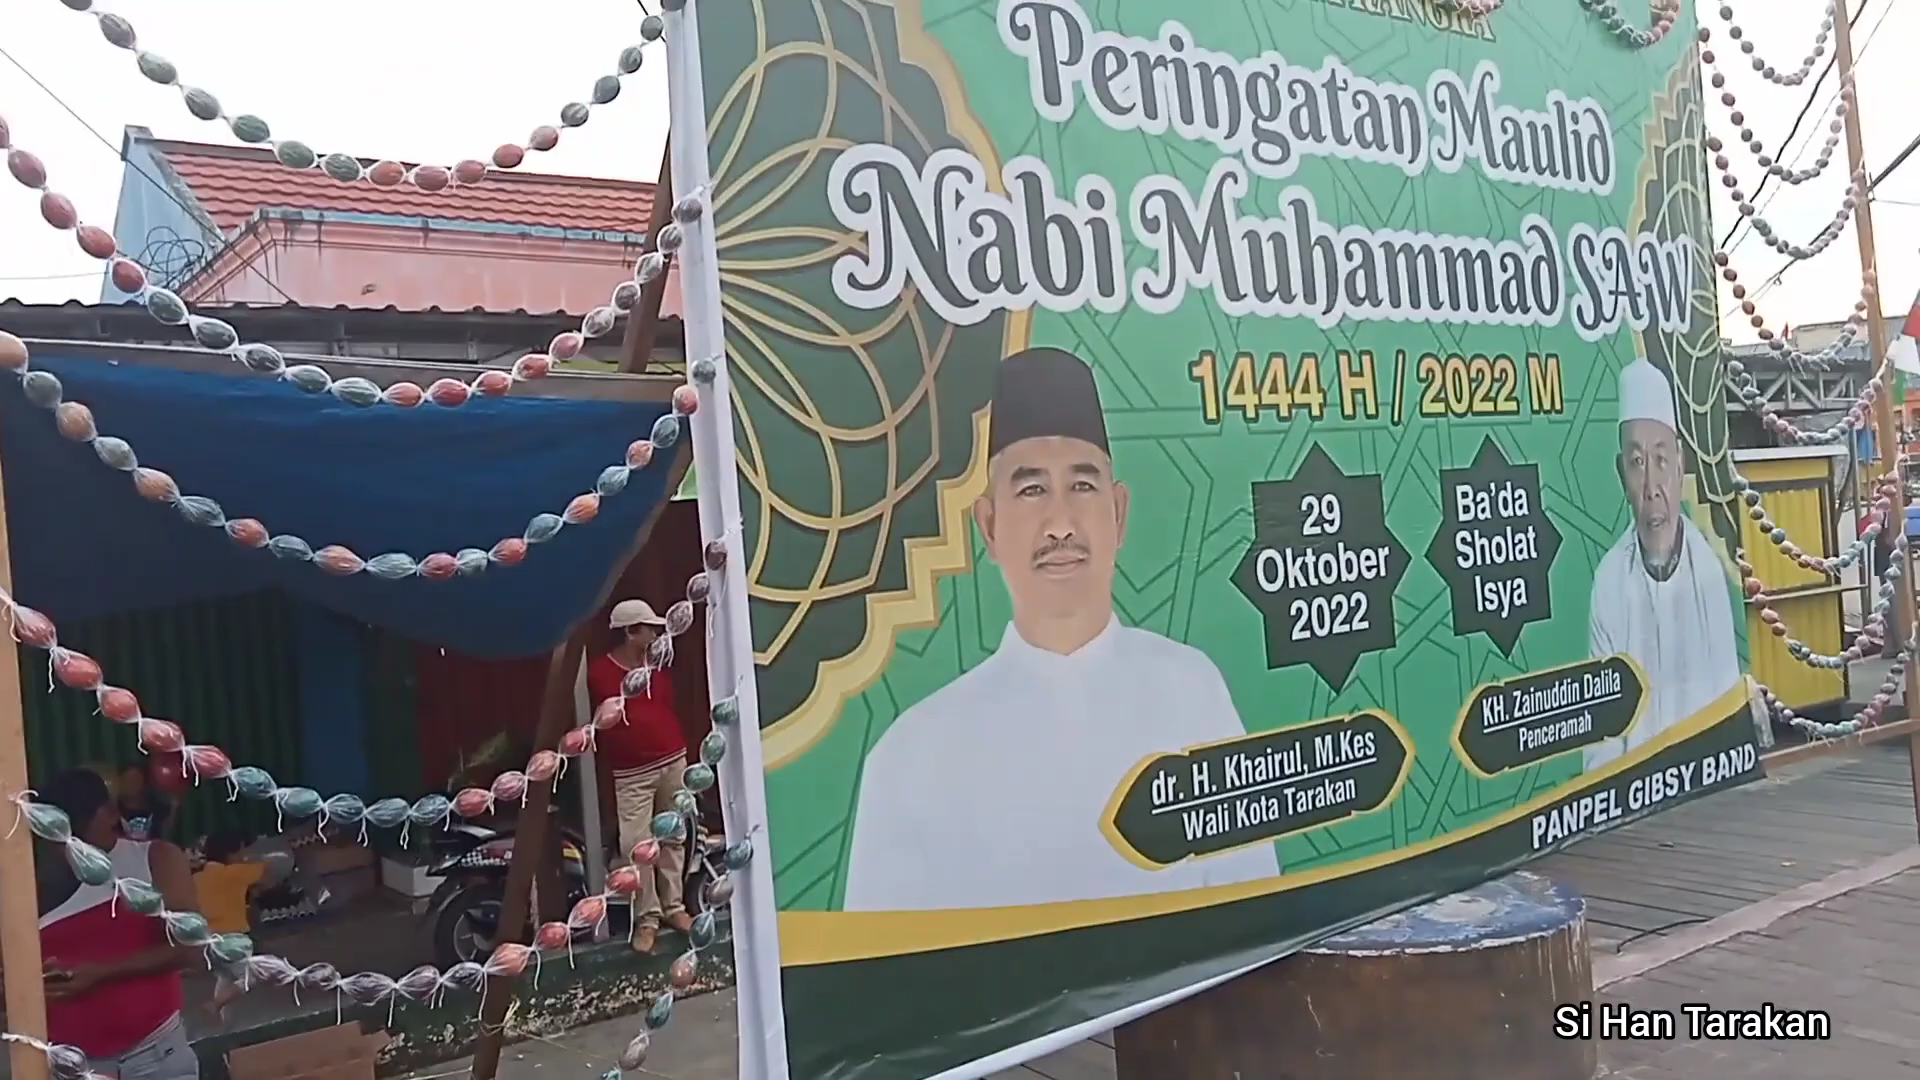 Peringatan Maulid
Nabi Muhammad SAW
1444 H / 2022 M
29
Oktober
2022
Ba'da
Sholat
Isya
dr. H. Khairul, M.Kes
Wali Kota Tarakan
KH. Zainuddin Dalila
Penceramah
PANPEL GIBSY BAND
Si Han Tarakan